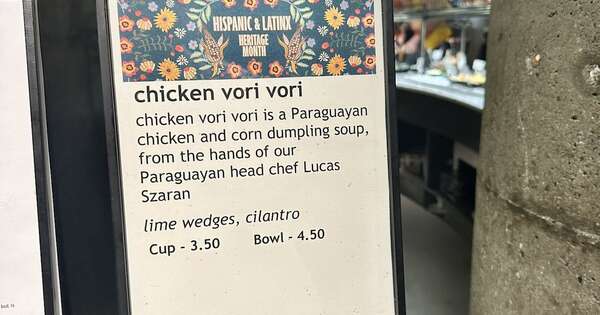 HISPANIC & LATINX
HERITAGE
MONTH
chicken vori vori
chicken vori vori is a Paraguayan
chicken and corn dumpling soup,
from the hands of our
Paraguayan head chef Lucas
Szaran
lime wedges, cilantro
Cup - 3.50 Bowl - 4.50